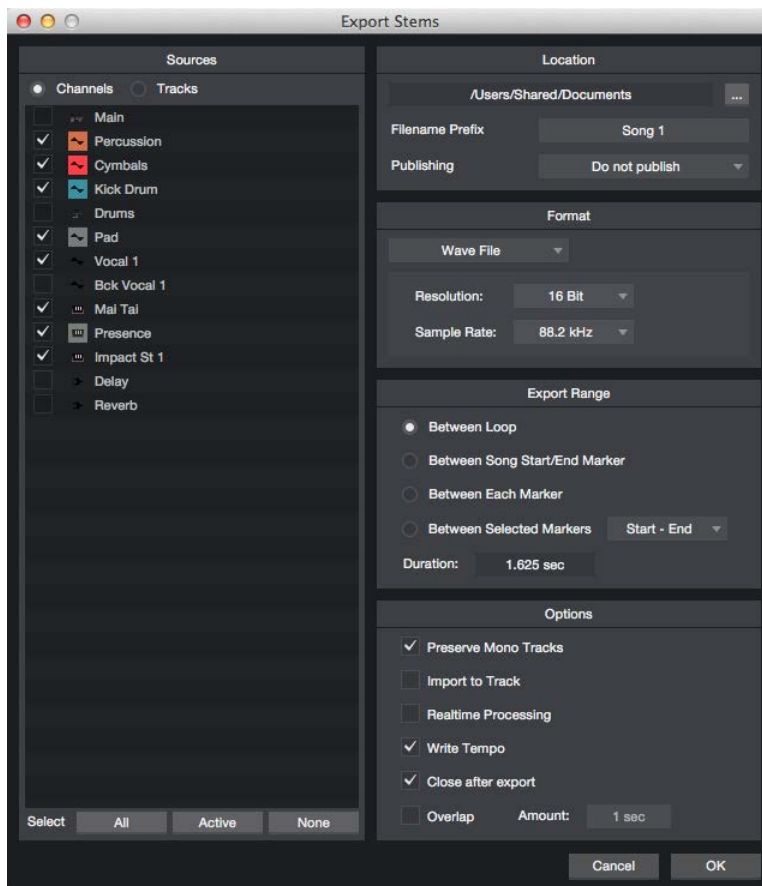 Export Stems
Sources
Channels Tracks
Main
Percussion
Cymbals
Kick Drum
Drums
Pad
Vocal 1
Bck Vocal 1
Mai Tai
Presence
Impact St 1
Delay
Reverb
Select All Active None
Location
/Users/Shared/Documents ...
Filename Prefix Song 1
Publishing Do not publish
Format
Wave File
Resolution: 16 Bit
Sample Rate: 88.2 kHz
Export Range
Between Loop
Between Song Start/End Marker
Between Each Marker
Between Selected Markers Start - End
Duration: 1.625 sec
Options
Preserve Mono Tracks
Import to Track
Realtime Processing
Write Tempo
Close after export
Overlap Amount: 1 sec
Cancel OK